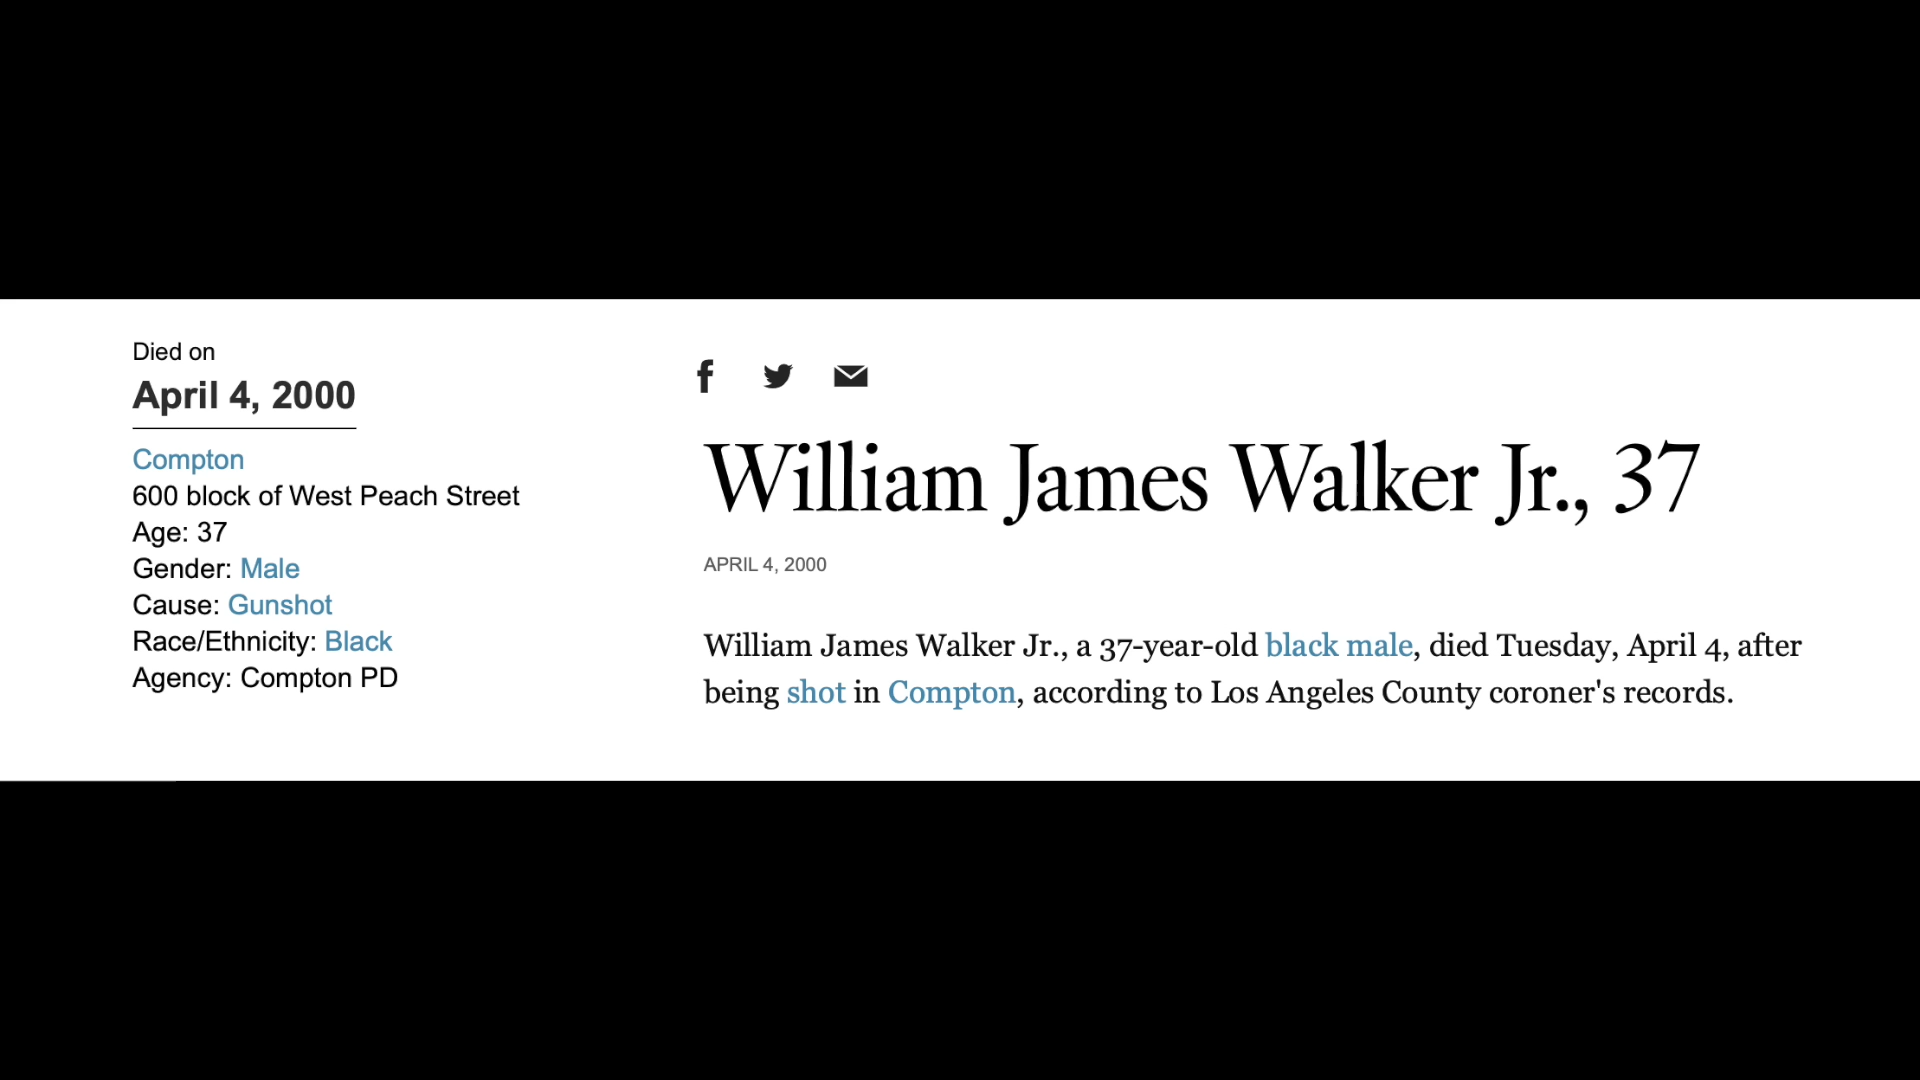 Died on
April 4, 2000
Compton
600 block of West Peach Street
Age: 37
Gender: Male
Cause: Gunshot
Race/Ethnicity: Black
Agency: Compton PD
William James Walker Jr., 37
APRIL 4, 2000
William James Walker Jr., a 37-year-old black male, died Tuesday, April 4, after
being shot in Compton, according to Los Angeles County coroner's records.